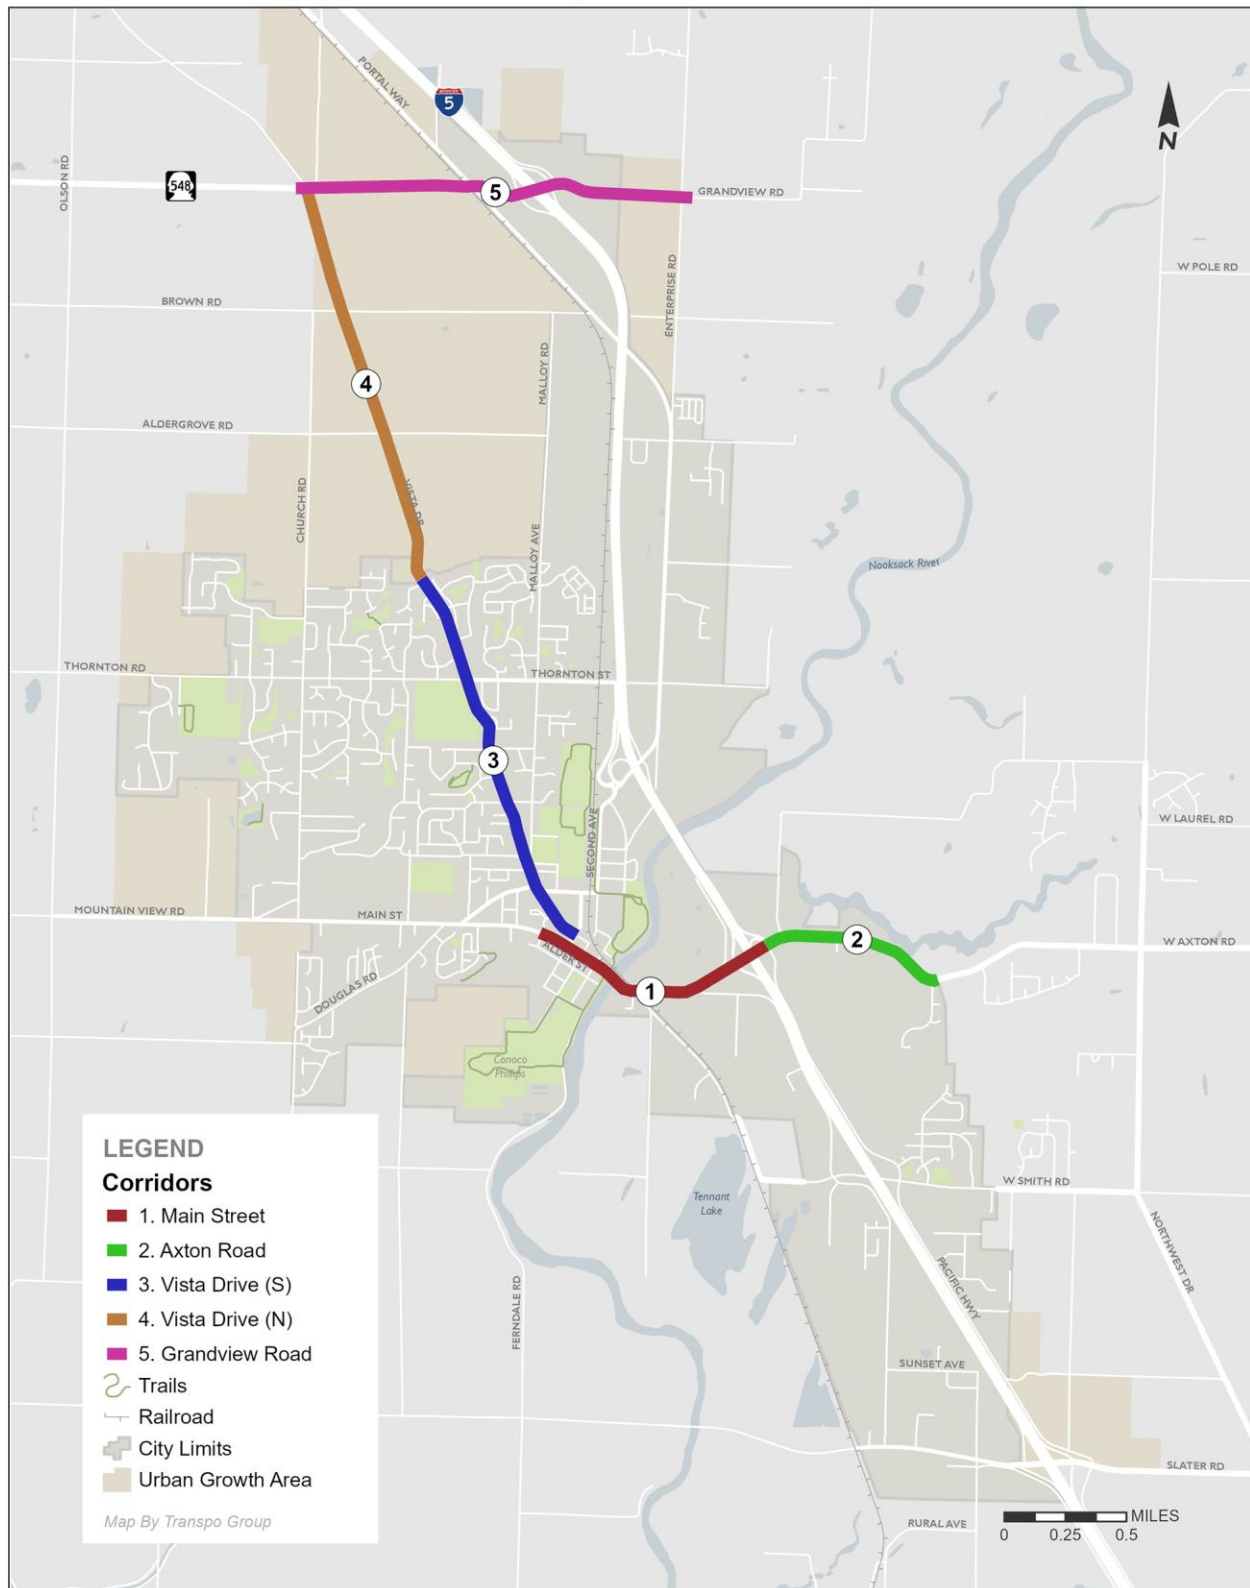 PORTAL WAY
INTERSTATE
5
N
OLSON RD
548
5
GRANDVIEW RD
W POLE RD
ENTERPRISE RD
BROWN RD
MALLOY RD
4
ALDERGROVE RD
VISTA DR
CHURCH RD
MALLOY AVE
Nooksack River
THORNTON RD
THORNTON ST
3
SECOND AVE
W LAUREL RD
MOUNTAIN VIEW RD
MAIN ST
2
W AXTON RD
ALDER ST
DOUGLAS RD
1
Conoco
Phillips
W SMITH RD
Tennant
Lake
NORTHWEST DR
PACIFIC HWY
FERNDALE RD
SUNSET AVE
SLATER RD
RURAL AVE
MILES
0 0.25 0.5
LEGEND
Corridors
1. Main Street
2. Axton Road
3. Vista Drive (S)
4. Vista Drive (N)
5. Grandview Road
Trails
Railroad
City Limits
Urban Growth Area
Map By Transpo Group